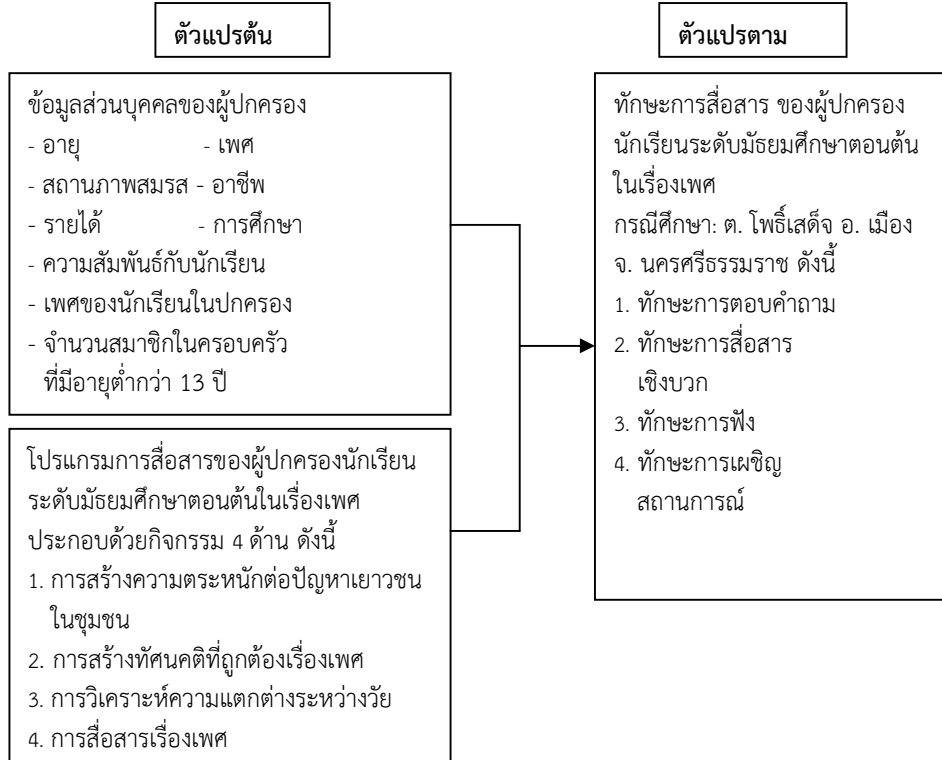 ตัวแปรต้น
ข้อมูลส่วนบุคคลของผู้ปกครอง
- อายุ - เพศ
- สถานภาพสมรส - อาชีพ
- รายได้ - การศึกษา
- ความสัมพันธ์กับนักเรียน
- เพศของนักเรียนในปกครอง
- จำนวนสมาชิกในครอบครัว
ที่มีอายุต่ำกว่า 13 ปี
โปรแกรมการสื่อสารของผู้ปกครองนักเรียน
ระดับมัธยมศึกษาตอนต้นในเรื่องเพศ
ประกอบด้วยกิจกรรม 4 ด้าน ดังนี้
1. การสร้างความตระหนักต่อปัญหาเยาวชน
ในชุมชน
2. การสร้างทัศนคติที่ถูกต้องเรื่องเพศ
3. การวิเคราะห์ความแตกต่างระหว่างวัย
4. การสื่อสารเรื่องเพศ
ตัวแปรตาม
ทักษะการสื่อสาร ของผู้ปกครอง
นักเรียนระดับมัธยมศึกษาตอนต้น
ในเรื่องเพศ
กรณีศึกษา: ต. โพธิ์เสด็จ อ. เมือง
จ. นครศรีธรรมราช ดังนี้
1. ทักษะการตอบคำถาม
2. ทักษะการสื่อสาร
เชิงบวก
3. ทักษะการฟัง
4. ทักษะการเผชิญ
สถานการณ์